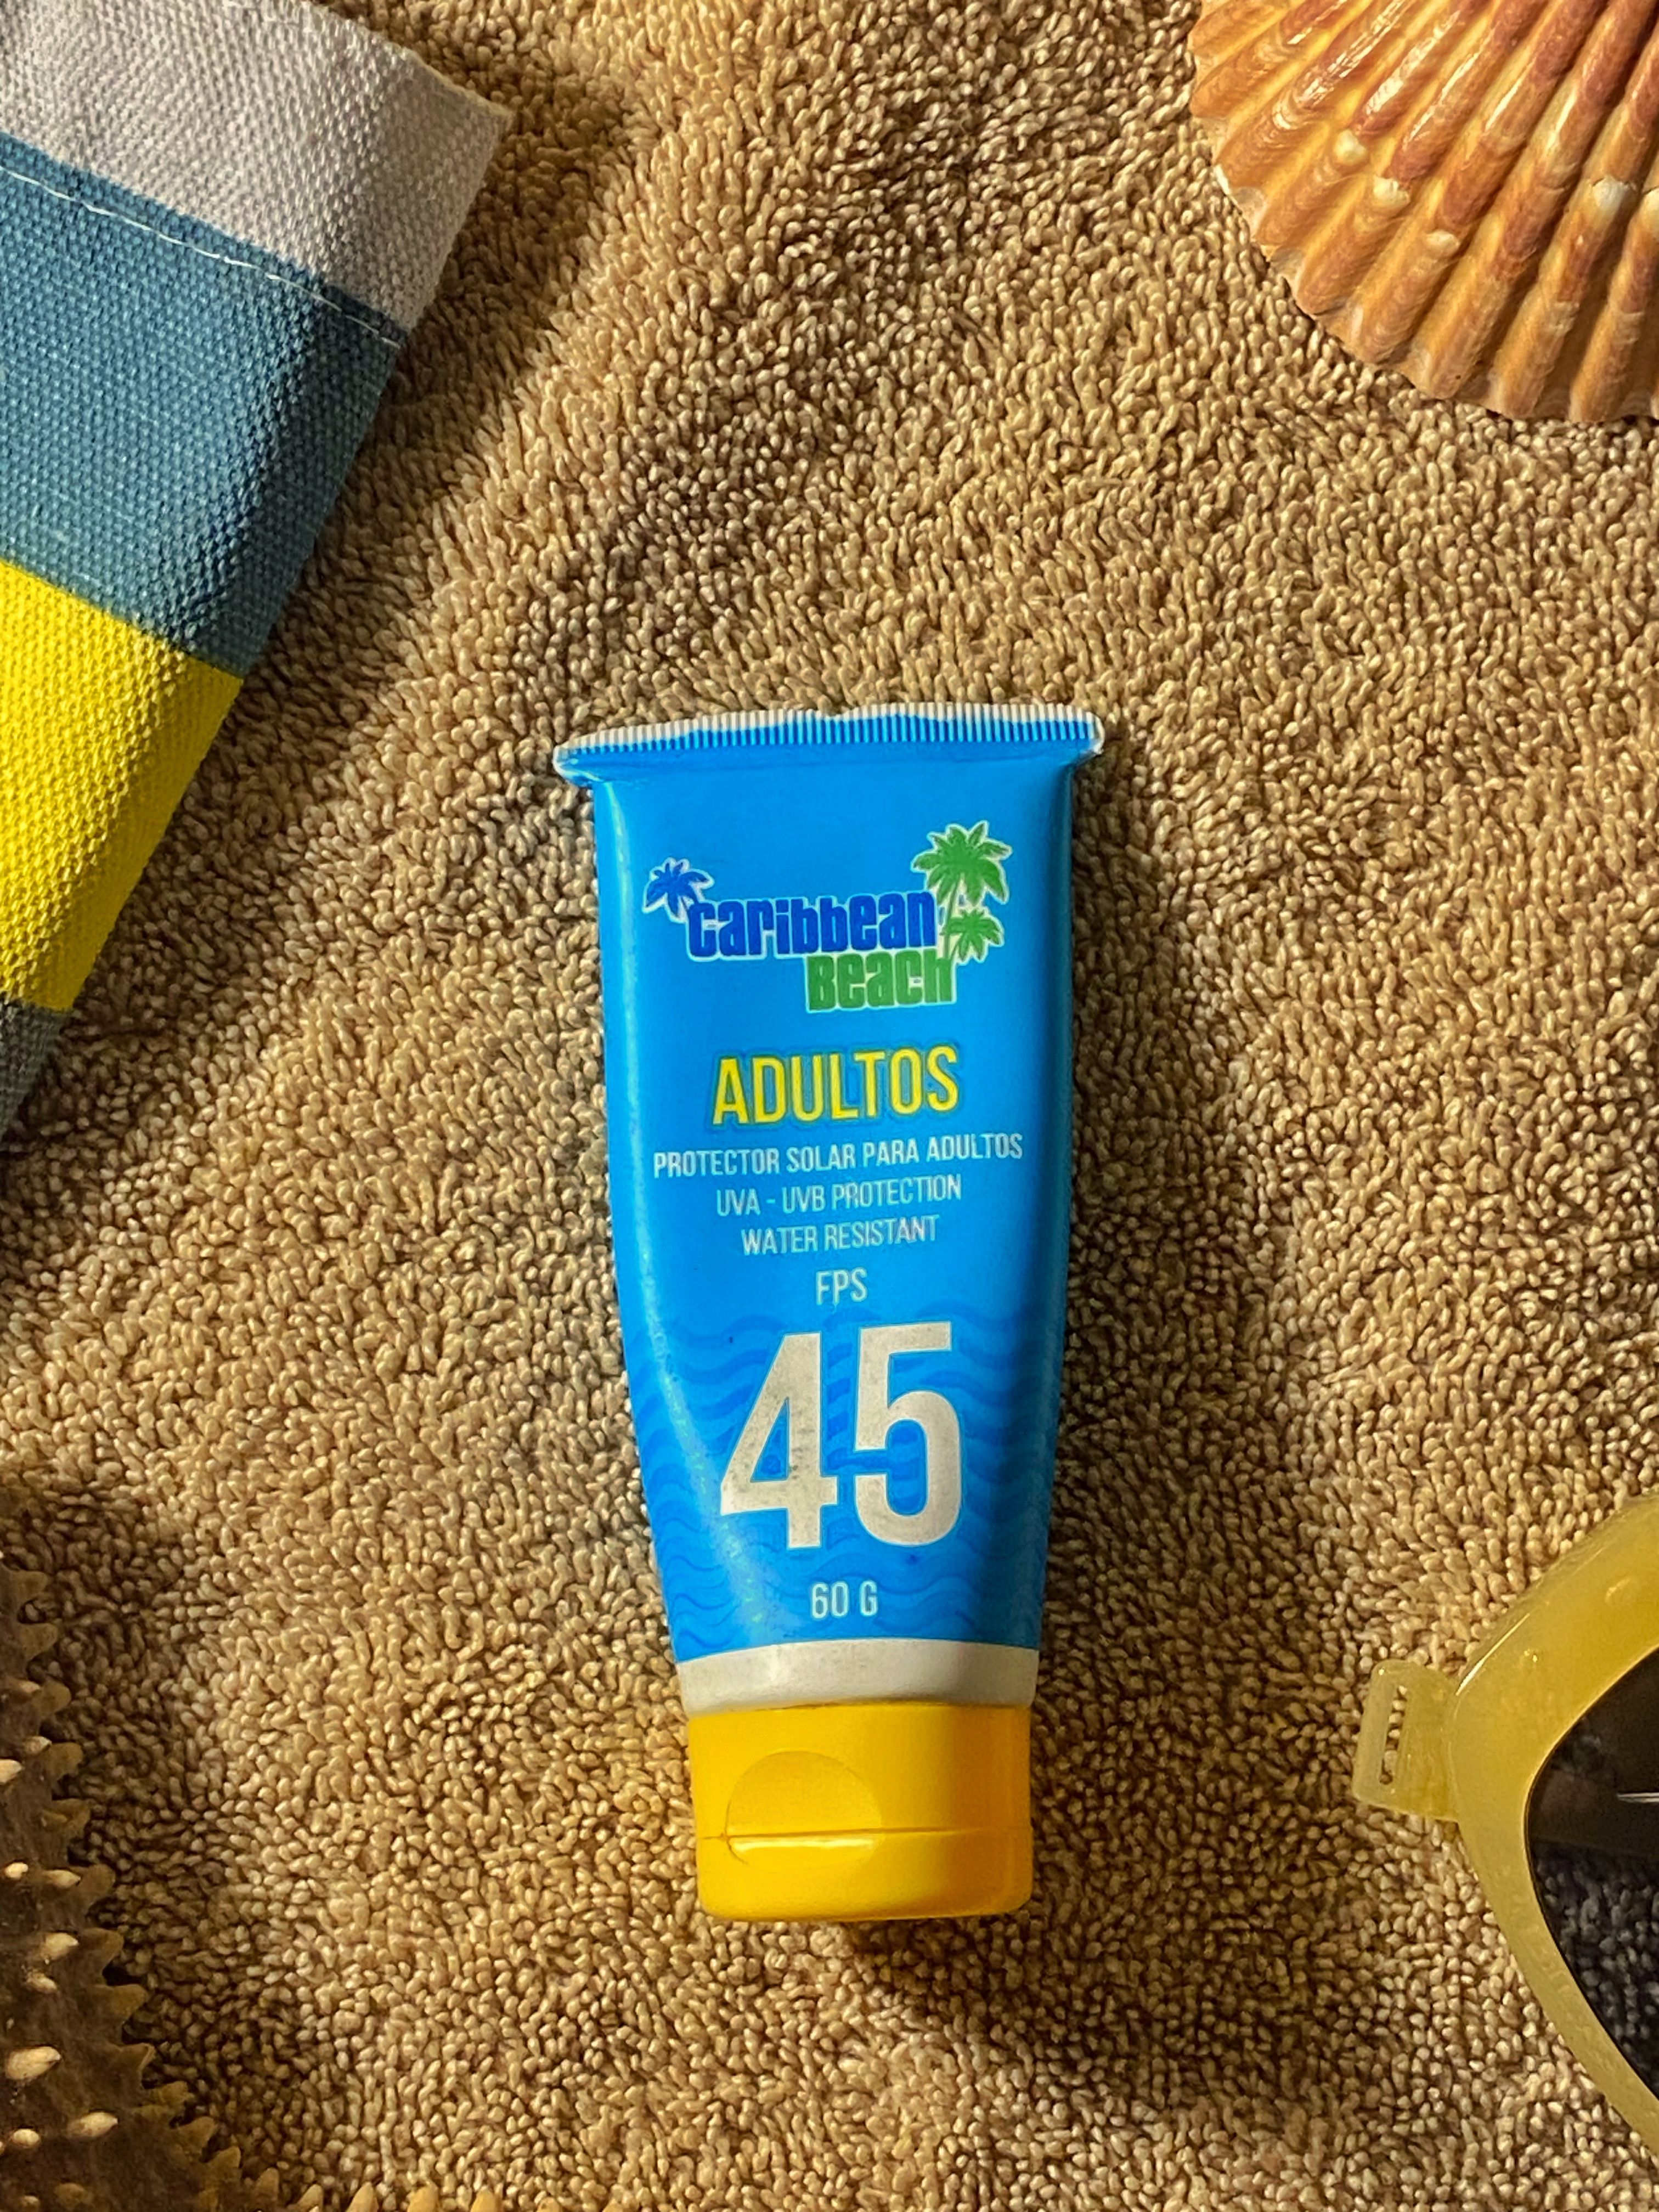 Caribbean
Beach
ADULTOS
PROTECTOR SOLAR PARA ADULTOS
UVA - UVB PROTECTION
WATER RESISTANT
FPS
45
60 G